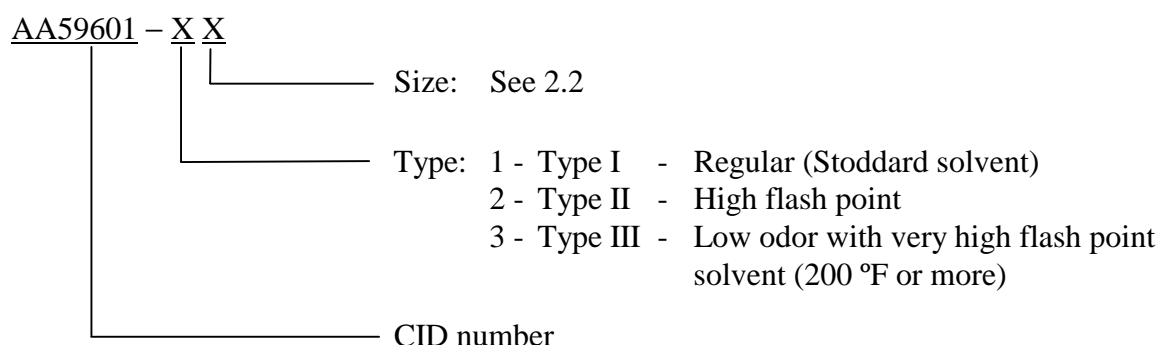 AA59601 – X X
Size: See 2.2
Type: 1 - Type I - Regular (Stoddard solvent)
2 - Type II - High flash point
3 - Type III - Low odor with very high flash point
solvent (200 ºF or more)
CID number